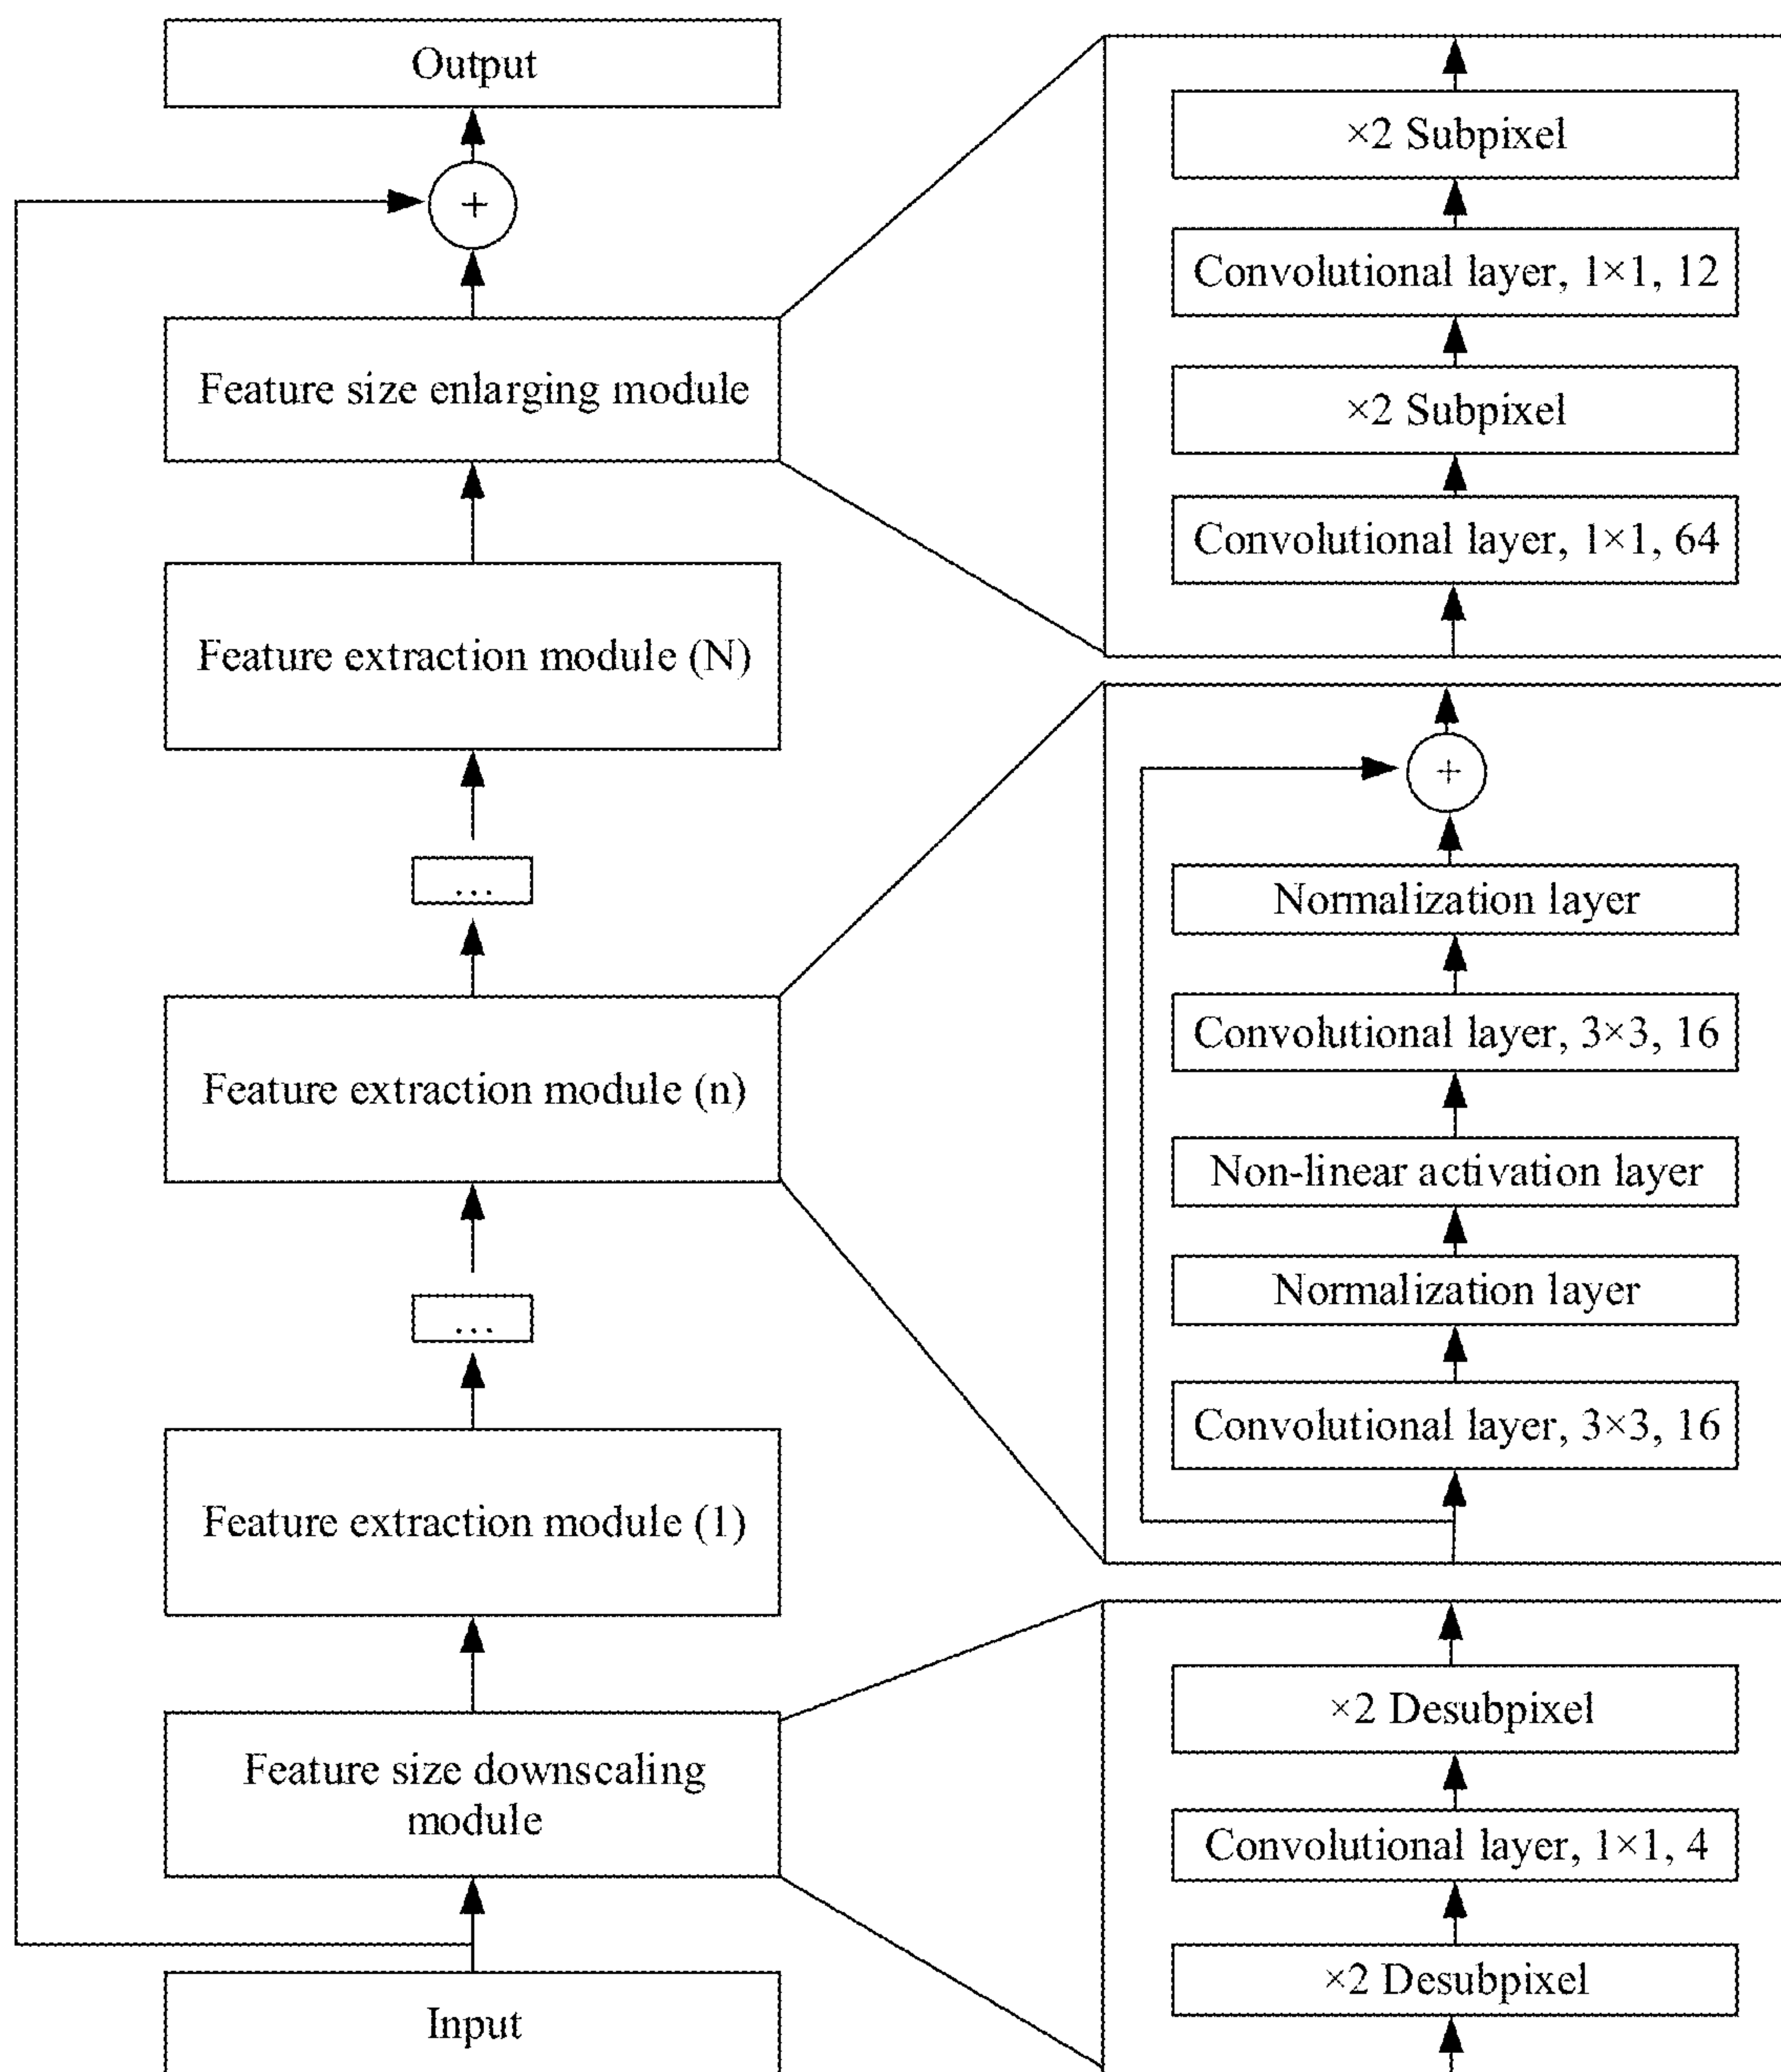 Output
+
Feature size enlarging module
Feature extraction module (N)
...
Feature extraction module (n)
...
Feature extraction module (1)
Feature size downscaling
module
Input
×2 Subpixel
Convolutional layer, 1×1, 12
×2 Subpixel
Convolutional layer, 1×1, 64
+
Normalization layer
Convolutional layer, 3×3, 16
Non-linear activation layer
Normalization layer
Convolutional layer, 3×3, 16
×2 Desubpixel
Convolutional layer, 1×1, 4
×2 Desubpixel